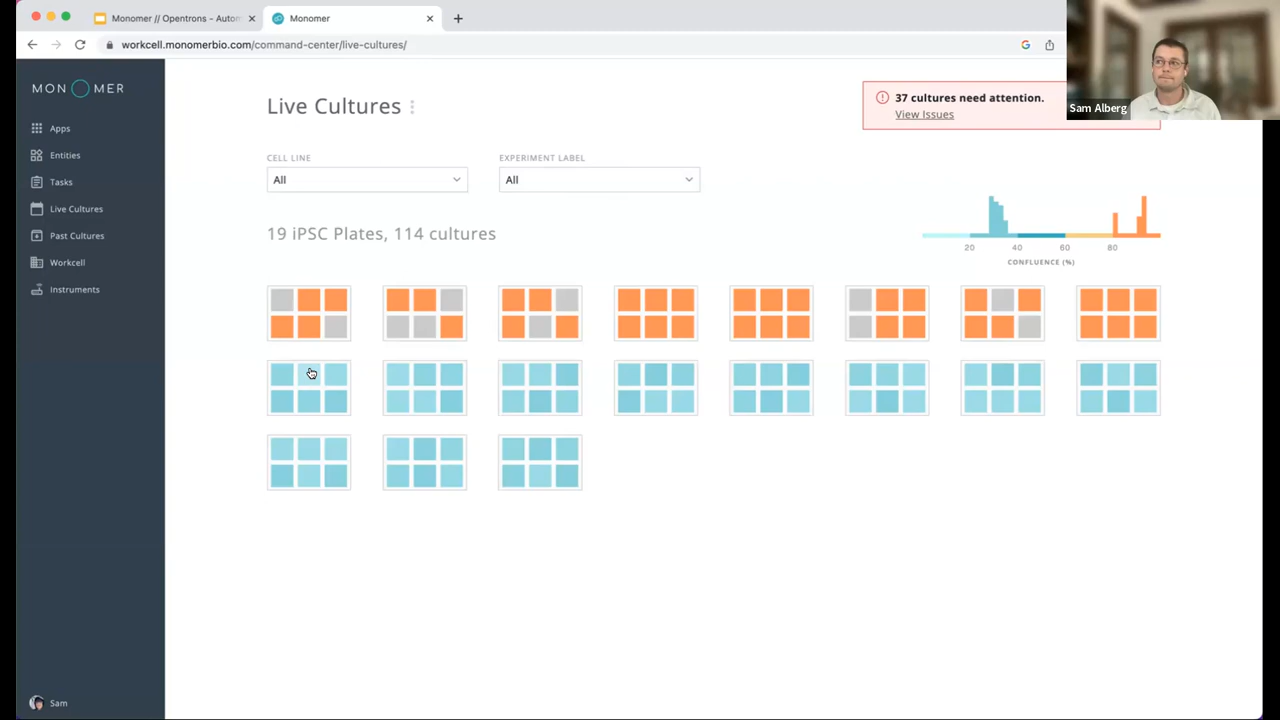 Monomer // Opentrons - Autom
Monomer
workcell.monomerbio.com/command-center/live-cultures/
MONOMER
Apps
Entities
Tasks
Live Cultures
Past Cultures
Workcell
Instruments
Sam
Live Cultures
37 cultures need attention.
View Issues
Sam Alberg
CELL LINE
All
EXPERIMENT LABEL
All
19 iPSC Plates, 114 cultures
20 40 60 80
CONFLUENCE (%)